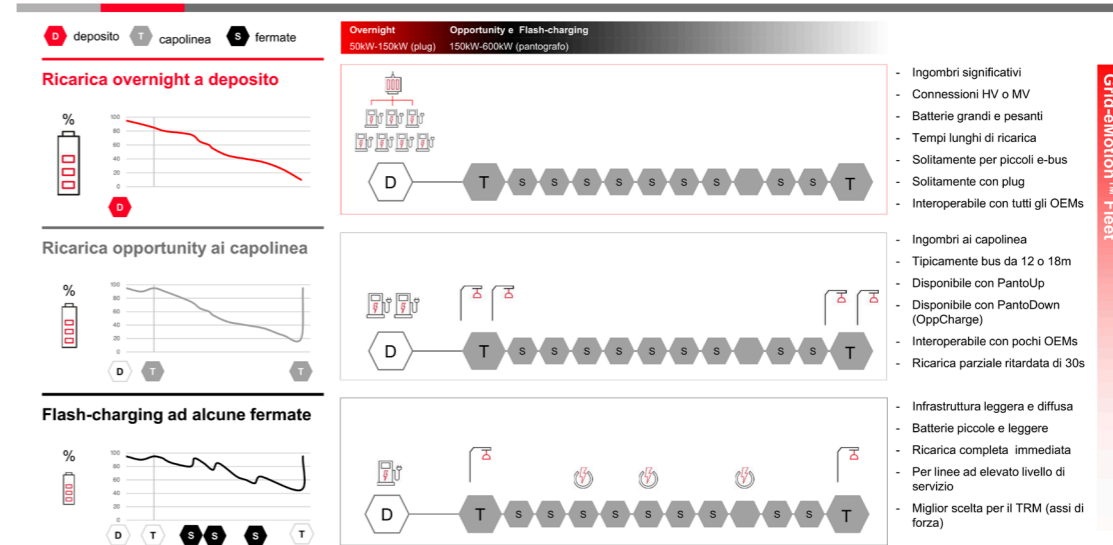 D deposito T capolinea S fermate
Overnight Opportunity e Flash-charging
50kW-150kW (plug) 150kW-600kW (pantografo)
Ricarica overnight a deposito
%
100
80
60
40
20
0
D
D T S S S S S S S S S T
- Ingombri significativi
- Connessioni HV o MV
- Batterie grandi e pesanti
- Tempi lunghi di ricarica
- Solitamente per piccoli e-bus
- Solitamente con plug
- Interoperabile con tutti gli OEMs
Grid-eMotion™ Fleet
Ricarica opportunity ai capolinea
%
100
80
60
40
20
0
D T T
D T S S S S S S S S S T
- Ingombri ai capolinea
- Tipicamente bus da 12 o 18m
- Disponibile con PantoUp
- Disponibile con PantoDown
(OppCharge)
- Interoperabile con pochi OEMs
- Ricarica parziale ritardata di 30s
Flash-charging ad alcune fermate
%
100
80
60
40
20
0
D T S S S T
D T S S S S S S S S S T
- Infrastruttura leggera e diffusa
- Batterie piccole e leggere
- Ricarica completa immediata
- Per linee ad elevato livello di
servizio
- Miglior scelta per il TRM (assi di
forza)